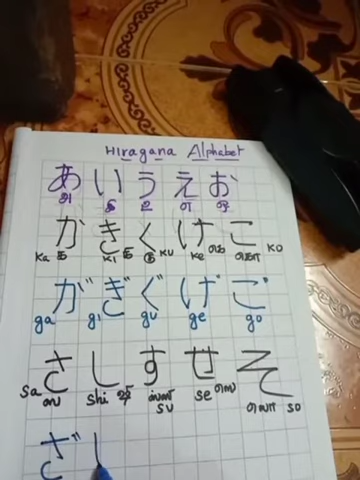 Hiragana Alphabet
あ い う え お
அ இ உ எ ஒ
か き く け こ
ka க ki கி கு ku ke கெ கொ ko
が ぎ ぐ げ ご
ga gi gu ge go
さ し す せ そ
sa ஸ shi ஷி su se ஸெ ஸொ so
ざ